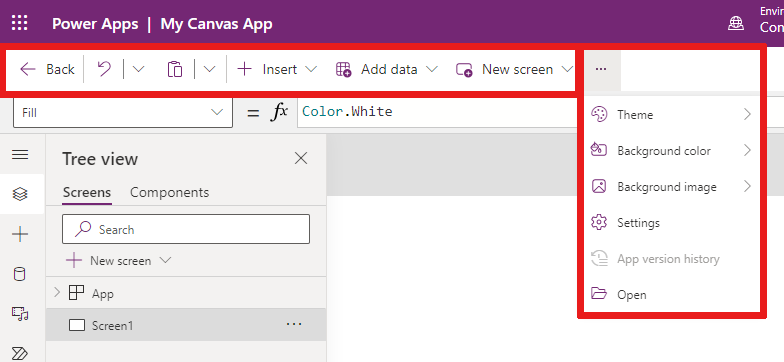 Power Apps | My Canvas App
Envir
Con
Back Insert Add data New screen ...
Fill = fx Color.White
Theme
Background color
Background image
Settings
App version history
Open
Tree view
Screens Components
Search
New screen
App
Screen1 ...